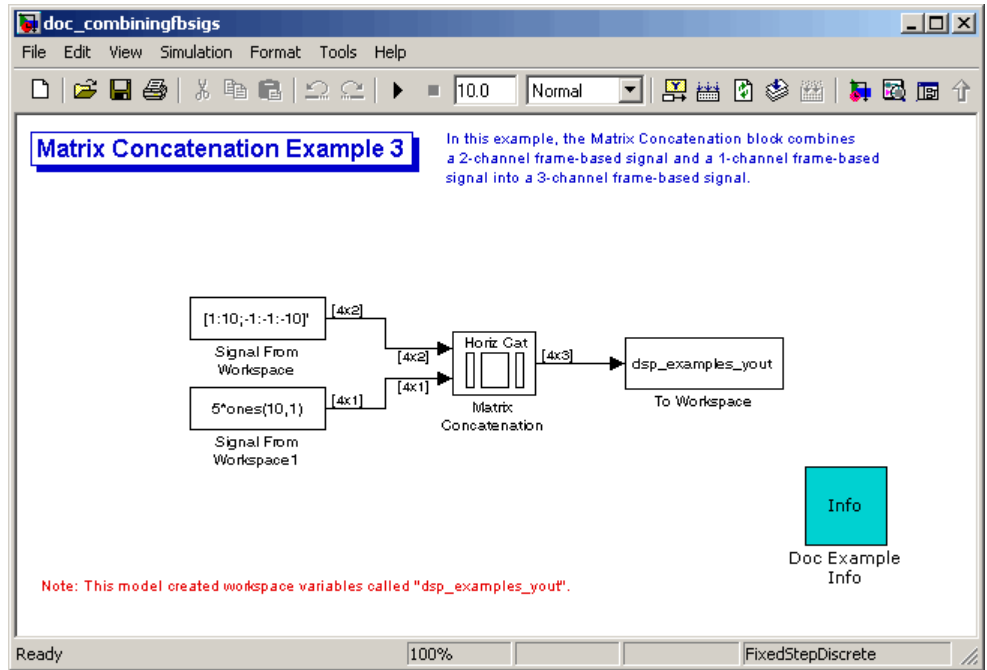 doc_combiningfbsigs
File Edit View Simulation Format Tools Help
10.0 Normal
Matrix Concatenation Example 3
In this example, the Matrix Concatenation block combines
a 2-channel frame-based signal and a 1-channel frame-based
signal into a 3-channel frame-based signal.
[1:10;-1:-1:-10]'
[4x2]
Signal From
Workspace
[4x2]
5*ones(10,1)
[4x1]
[4x1]
Signal From
Workspace1
Horiz Cat
[4x3]
Matrix
Concatenation
dsp_examples_yout
To Workspace
Info
Doc Example
Info
Note: This model created workspace variables called "dsp_examples_yout".
Ready 100% FixedStepDiscrete